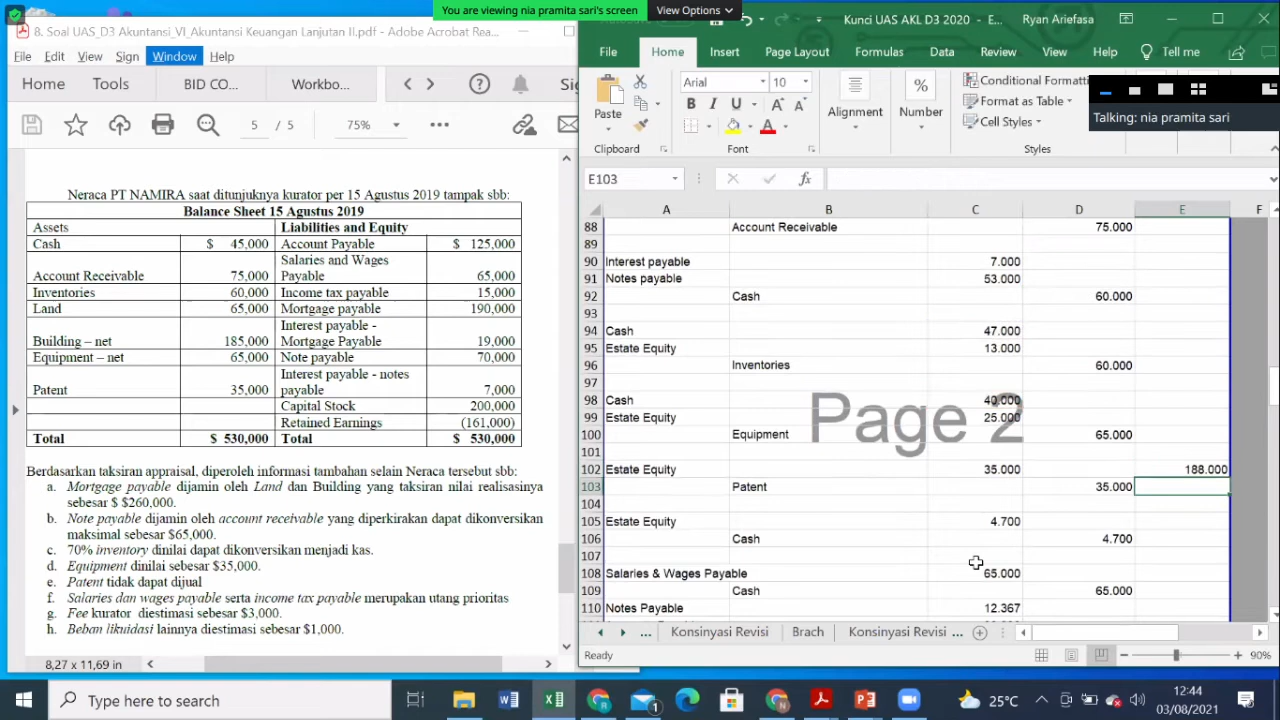 You are viewing nia pramita sari's screen View Options
8. Soal UAS_D3 Akuntansi_VI_Akuntansi Keuangan Lanjutan II.pdf - Adobe Acrobat Rea...
File Edit View Sign Window Help
Home Tools BID CO... Workbo...
5 / 5 75%
Neraca PT NAMIRA saat ditunjuknya kurator per 15 Agustus 2019 tampak sbb:
Balance Sheet 15 Agustus 2019
Assets Liabilities and Equity
Cash $ 45,000 Account Payable $ 125,000
Account Receivable 75,000 Salaries and Wages Payable 65,000
Inventories 60,000 Income tax payable 15,000
Land 65,000 Mortgage payable 190,000
Building – net 185,000 Interest payable - Mortgage Payable 19,000
Equipment – net 65,000 Note payable 70,000
Patent 35,000 Interest payable - notes payable 7,000
Capital Stock 200,000
Retained Earnings (161,000)
Total $ 530,000 Total $ 530,000
Berdasarkan taksiran appraisal, diperoleh informasi tambahan selain Neraca tersebut sbb:
a. Mortgage payable dijamin oleh Land dan Building yang taksiran nilai realisasinya
sebesar $ $260,000.
b. Note payable dijamin oleh account receivable yang diperkirakan dapat dikonversikan
maksimal sebesar $65,000.
c. 70% inventory dinilai dapat dikonversikan menjadi kas.
d. Equipment dinilai sebesar $35,000.
e. Patent tidak dapat dijual
f. Salaries dan wages payable serta income tax payable merupakan utang prioritas
g. Fee kurator diestimasi sebesar $3,000.
h. Beban likuidasi lainnya diestimasi sebesar $1,000.
8,27 x 11,69 in
Kunci UAS AKL D3 2020 - E... Ryan Ariefasa
File Home Insert Page Layout Formulas Data Review View Help Tell me
Arial 10
Paste B I U A A
% Conditional Formatti
Format as Table
Cell Styles
Alignment Number
Clipboard Font Styles
Talking: nia pramita sari
E103 fx
A B C D E F
88 Account Receivable 75.000
89
90 Interest payable 7.000
91 Notes payable 53.000
92 Cash 60.000
93
94 Cash 47.000
95 Estate Equity 13.000
96 Inventories 60.000
97
98 Cash 40.000
99 Estate Equity 25.000
Page 2
100 Equipment 65.000
101
102 Estate Equity 35.000 188.000
103 Patent 35.000
104
105 Estate Equity 4.700
106 Cash 4.700
107
108 Salaries & Wages Payable 65.000
109 Cash 65.000
110 Notes Payable 12.367
... Konsinyasi Revisi Brach Konsinyasi Revisi ...
Ready 90%
Type here to search
25°C 12:44
03/08/2021